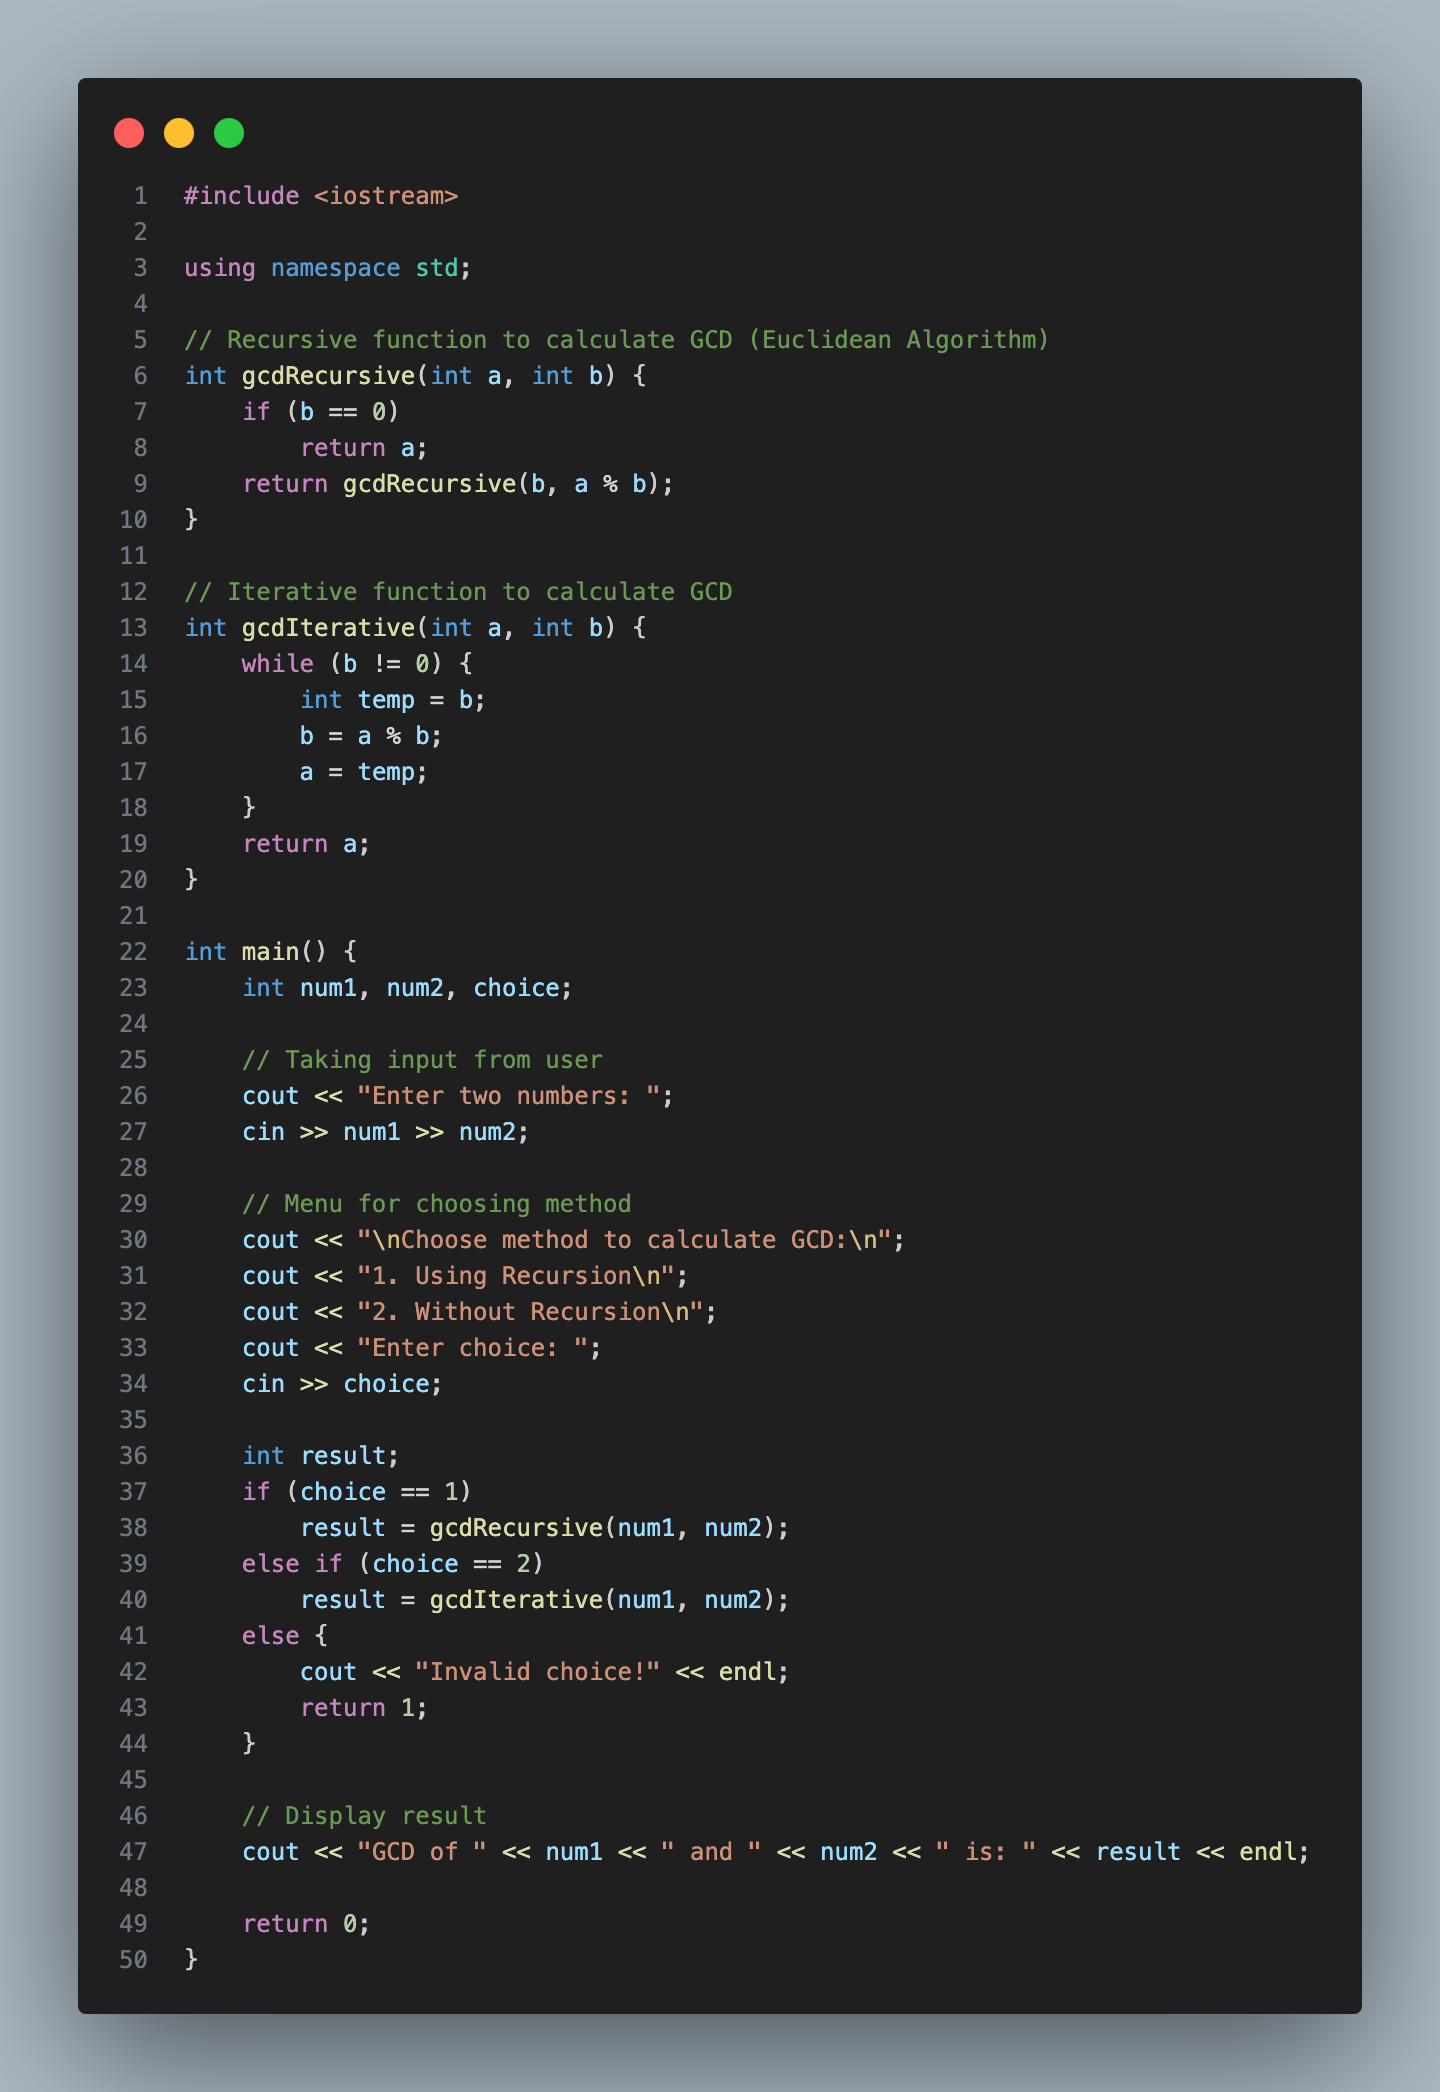 1 #include <iostream>
2
3 using namespace std;
4
5 // Recursive function to calculate GCD (Euclidean Algorithm)
6 int gcdRecursive(int a, int b) {
7     if (b == 0)
8         return a;
9     return gcdRecursive(b, a % b);
10 }
11
12 // Iterative function to calculate GCD
13 int gcdIterative(int a, int b) {
14     while (b != 0) {
15         int temp = b;
16         b = a % b;
17         a = temp;
18     }
19     return a;
20 }
21
22 int main() {
23     int num1, num2, choice;
24
25     // Taking input from user
26     cout << "Enter two numbers: ";
27     cin >> num1 >> num2;
28
29     // Menu for choosing method
30     cout << "\nChoose method to calculate GCD:\n";
31     cout << "1. Using Recursion\n";
32     cout << "2. Without Recursion\n";
33     cout << "Enter choice: ";
34     cin >> choice;
35
36     int result;
37     if (choice == 1)
38         result = gcdRecursive(num1, num2);
39     else if (choice == 2)
40         result = gcdIterative(num1, num2);
41     else {
42         cout << "Invalid choice!" << endl;
43         return 1;
44     }
45
46     // Display result
47     cout << "GCD of " << num1 << " and " << num2 << " is: " << result << endl;
48
49     return 0;
50 }